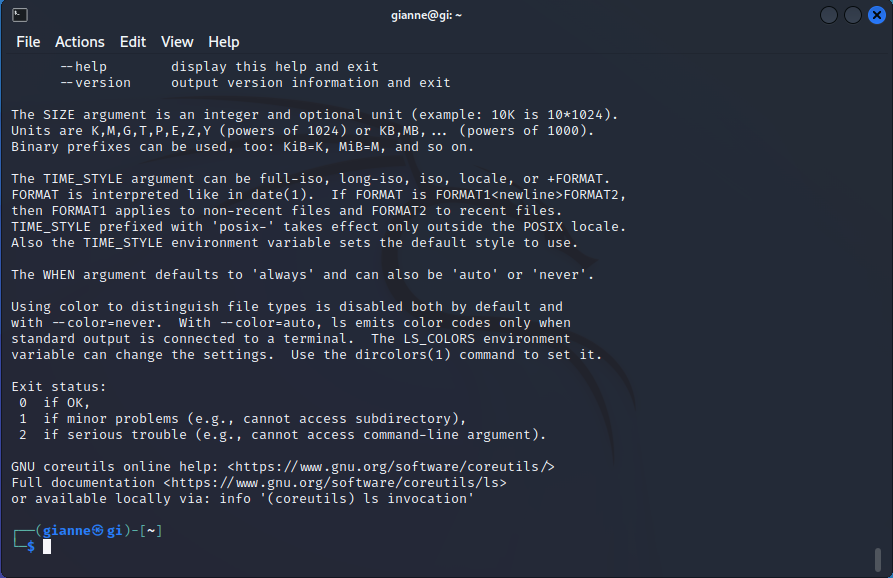 gianne@gi: ~
File Actions Edit View Help
--help display this help and exit
--version output version information and exit
The SIZE argument is an integer and optional unit (example: 10K is 10*1024).
Units are K,M,G,T,P,E,Z,Y (powers of 1024) or KB,MB,... (powers of 1000).
Binary prefixes can be used, too: KiB=K, MiB=M, and so on.
The TIME_STYLE argument can be full-iso, long-iso, iso, locale, or +FORMAT.
FORMAT is interpreted like in date(1). If FORMAT is FORMAT1<newline>FORMAT2,
then FORMAT1 applies to non-recent files and FORMAT2 to recent files.
TIME_STYLE prefixed with 'posix-' takes effect only outside the POSIX locale.
Also the TIME_STYLE environment variable sets the default style to use.
The WHEN argument defaults to 'always' and can also be 'auto' or 'never'.
Using color to distinguish file types is disabled both by default and
with --color=never. With --color=auto, ls emits color codes only when
standard output is connected to a terminal. The LS_COLORS environment
variable can change the settings. Use the dircolors(1) command to set it.
Exit status:
0 if OK,
1 if minor problems (e.g., cannot access subdirectory),
2 if serious trouble (e.g., cannot access command-line argument).
GNU coreutils online help: <https://www.gnu.org/software/coreutils/>
Full documentation <https://www.gnu.org/software/coreutils/ls>
or available locally via: info '(coreutils) ls invocation'
┌──(gianne㉿gi)-[~]
└─$